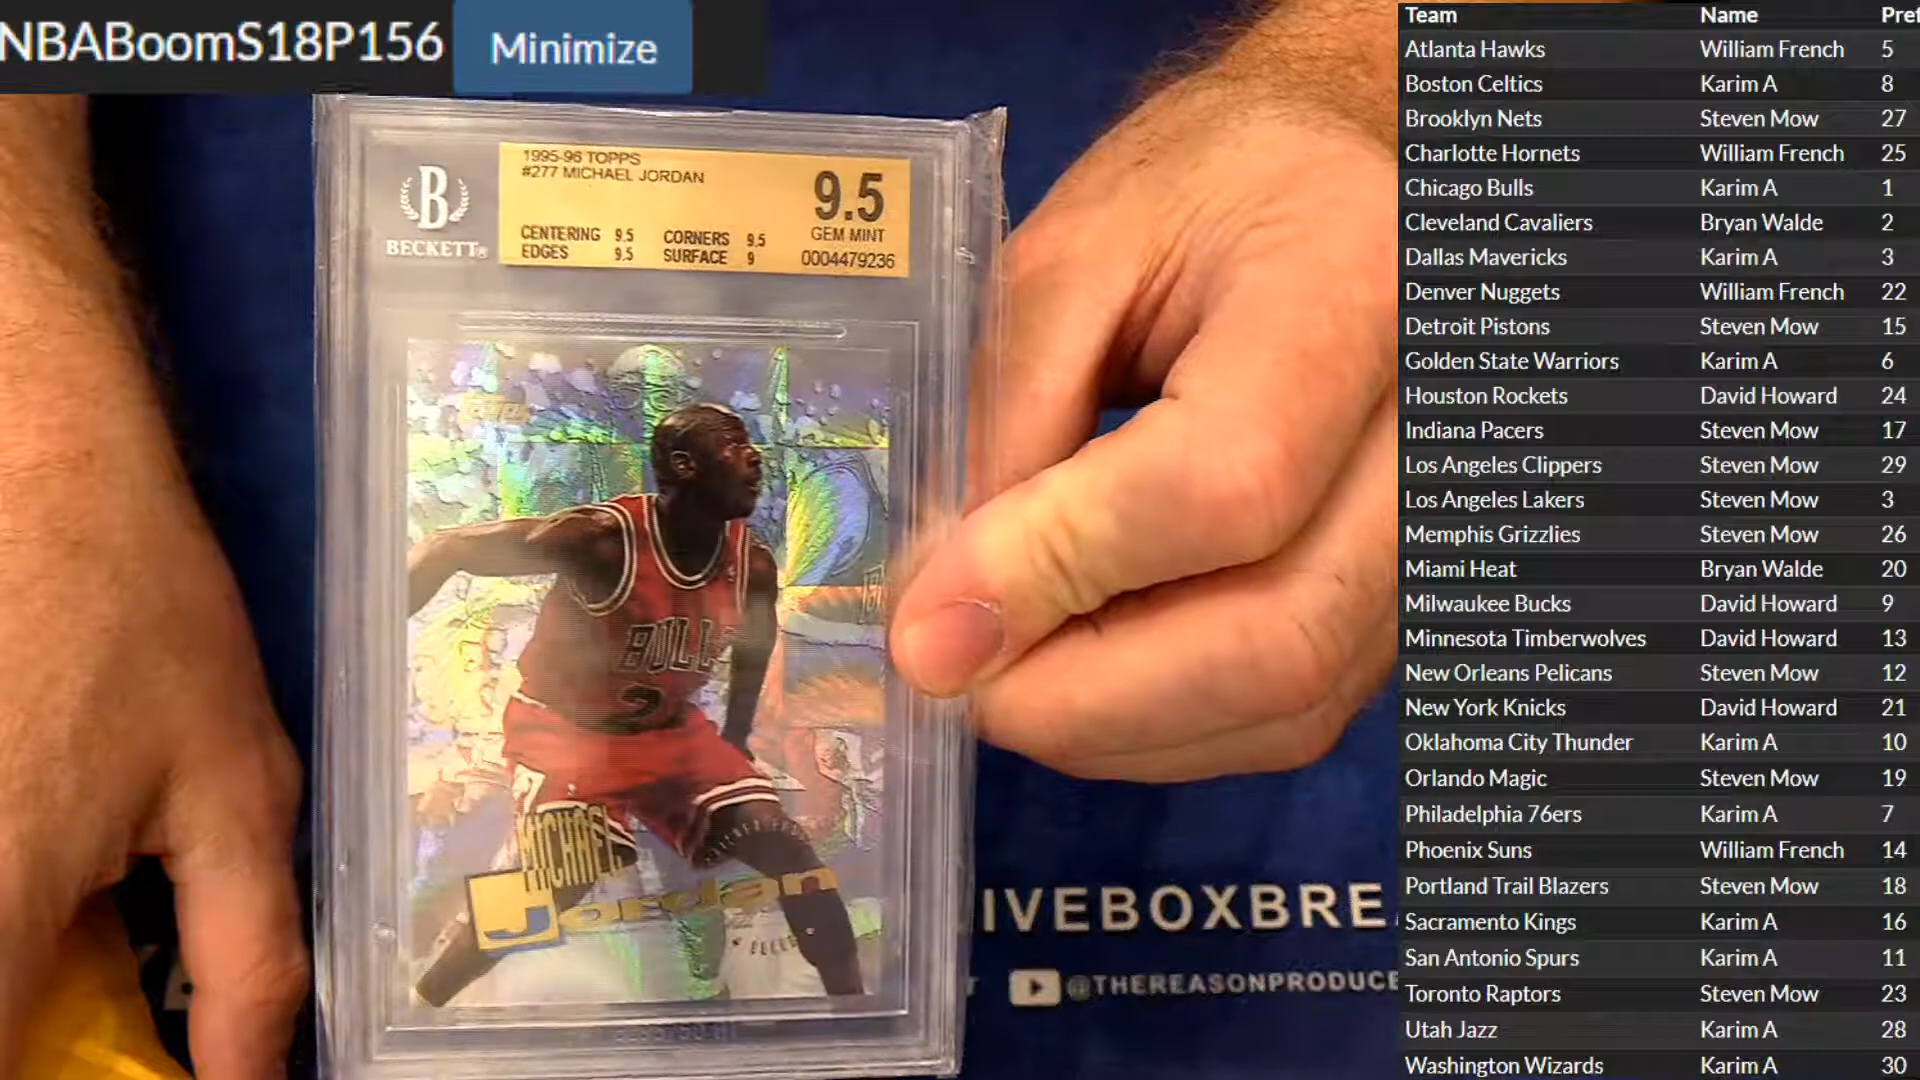 NBABoomS18P156
Minimize
1995-96 TOPPS
#277 MICHAEL JORDAN
9.5
GEM MINT
0004479236
CENTERING 9.5 CORNERS 9.5
EDGES 9.5 SURFACE 9
B
BECKETT®
BULL
MICHAEL
Jordan
IVEBOXBRE
@THEREASONPRODUCE
Team Name Pref
Atlanta Hawks William French 5
Boston Celtics Karim A 8
Brooklyn Nets Steven Mow 27
Charlotte Hornets William French 25
Chicago Bulls Karim A 1
Cleveland Cavaliers Bryan Walde 2
Dallas Mavericks Karim A 3
Denver Nuggets William French 22
Detroit Pistons Steven Mow 15
Golden State Warriors Karim A 6
Houston Rockets David Howard 24
Indiana Pacers Steven Mow 17
Los Angeles Clippers Steven Mow 29
Los Angeles Lakers Steven Mow 3
Memphis Grizzlies Steven Mow 26
Miami Heat Bryan Walde 20
Milwaukee Bucks David Howard 9
Minnesota Timberwolves David Howard 13
New Orleans Pelicans Steven Mow 12
New York Knicks David Howard 21
Oklahoma City Thunder Karim A 10
Orlando Magic Steven Mow 19
Philadelphia 76ers Karim A 7
Phoenix Suns William French 14
Portland Trail Blazers Steven Mow 18
Sacramento Kings Karim A 16
San Antonio Spurs Karim A 11
Toronto Raptors Steven Mow 23
Utah Jazz Karim A 28
Washington Wizards Karim A 30